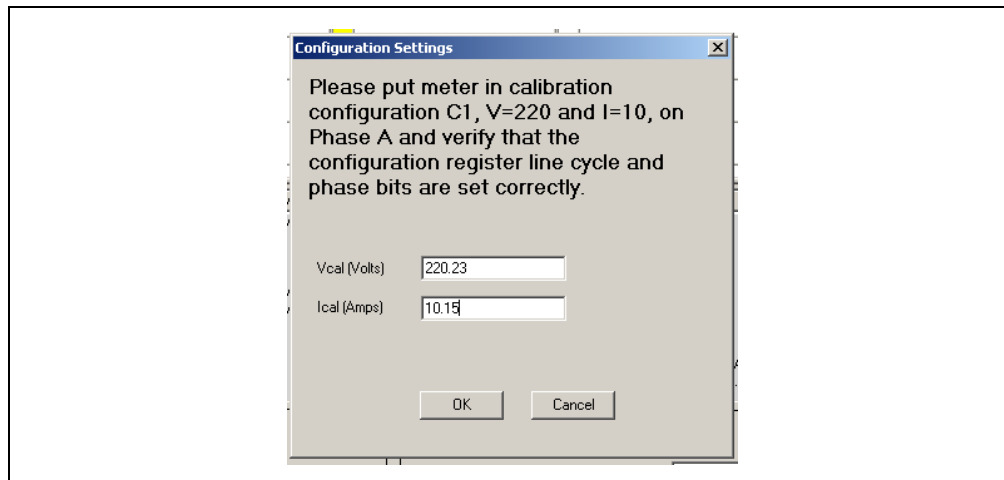 Configuration Settings
Please put meter in calibration
configuration C1, V=220 and I=10, on
Phase A and verify that the
configuration register line cycle and
phase bits are set correctly.
Vcal (Volts) 220.23
Ical (Amps) 10.15
OK Cancel